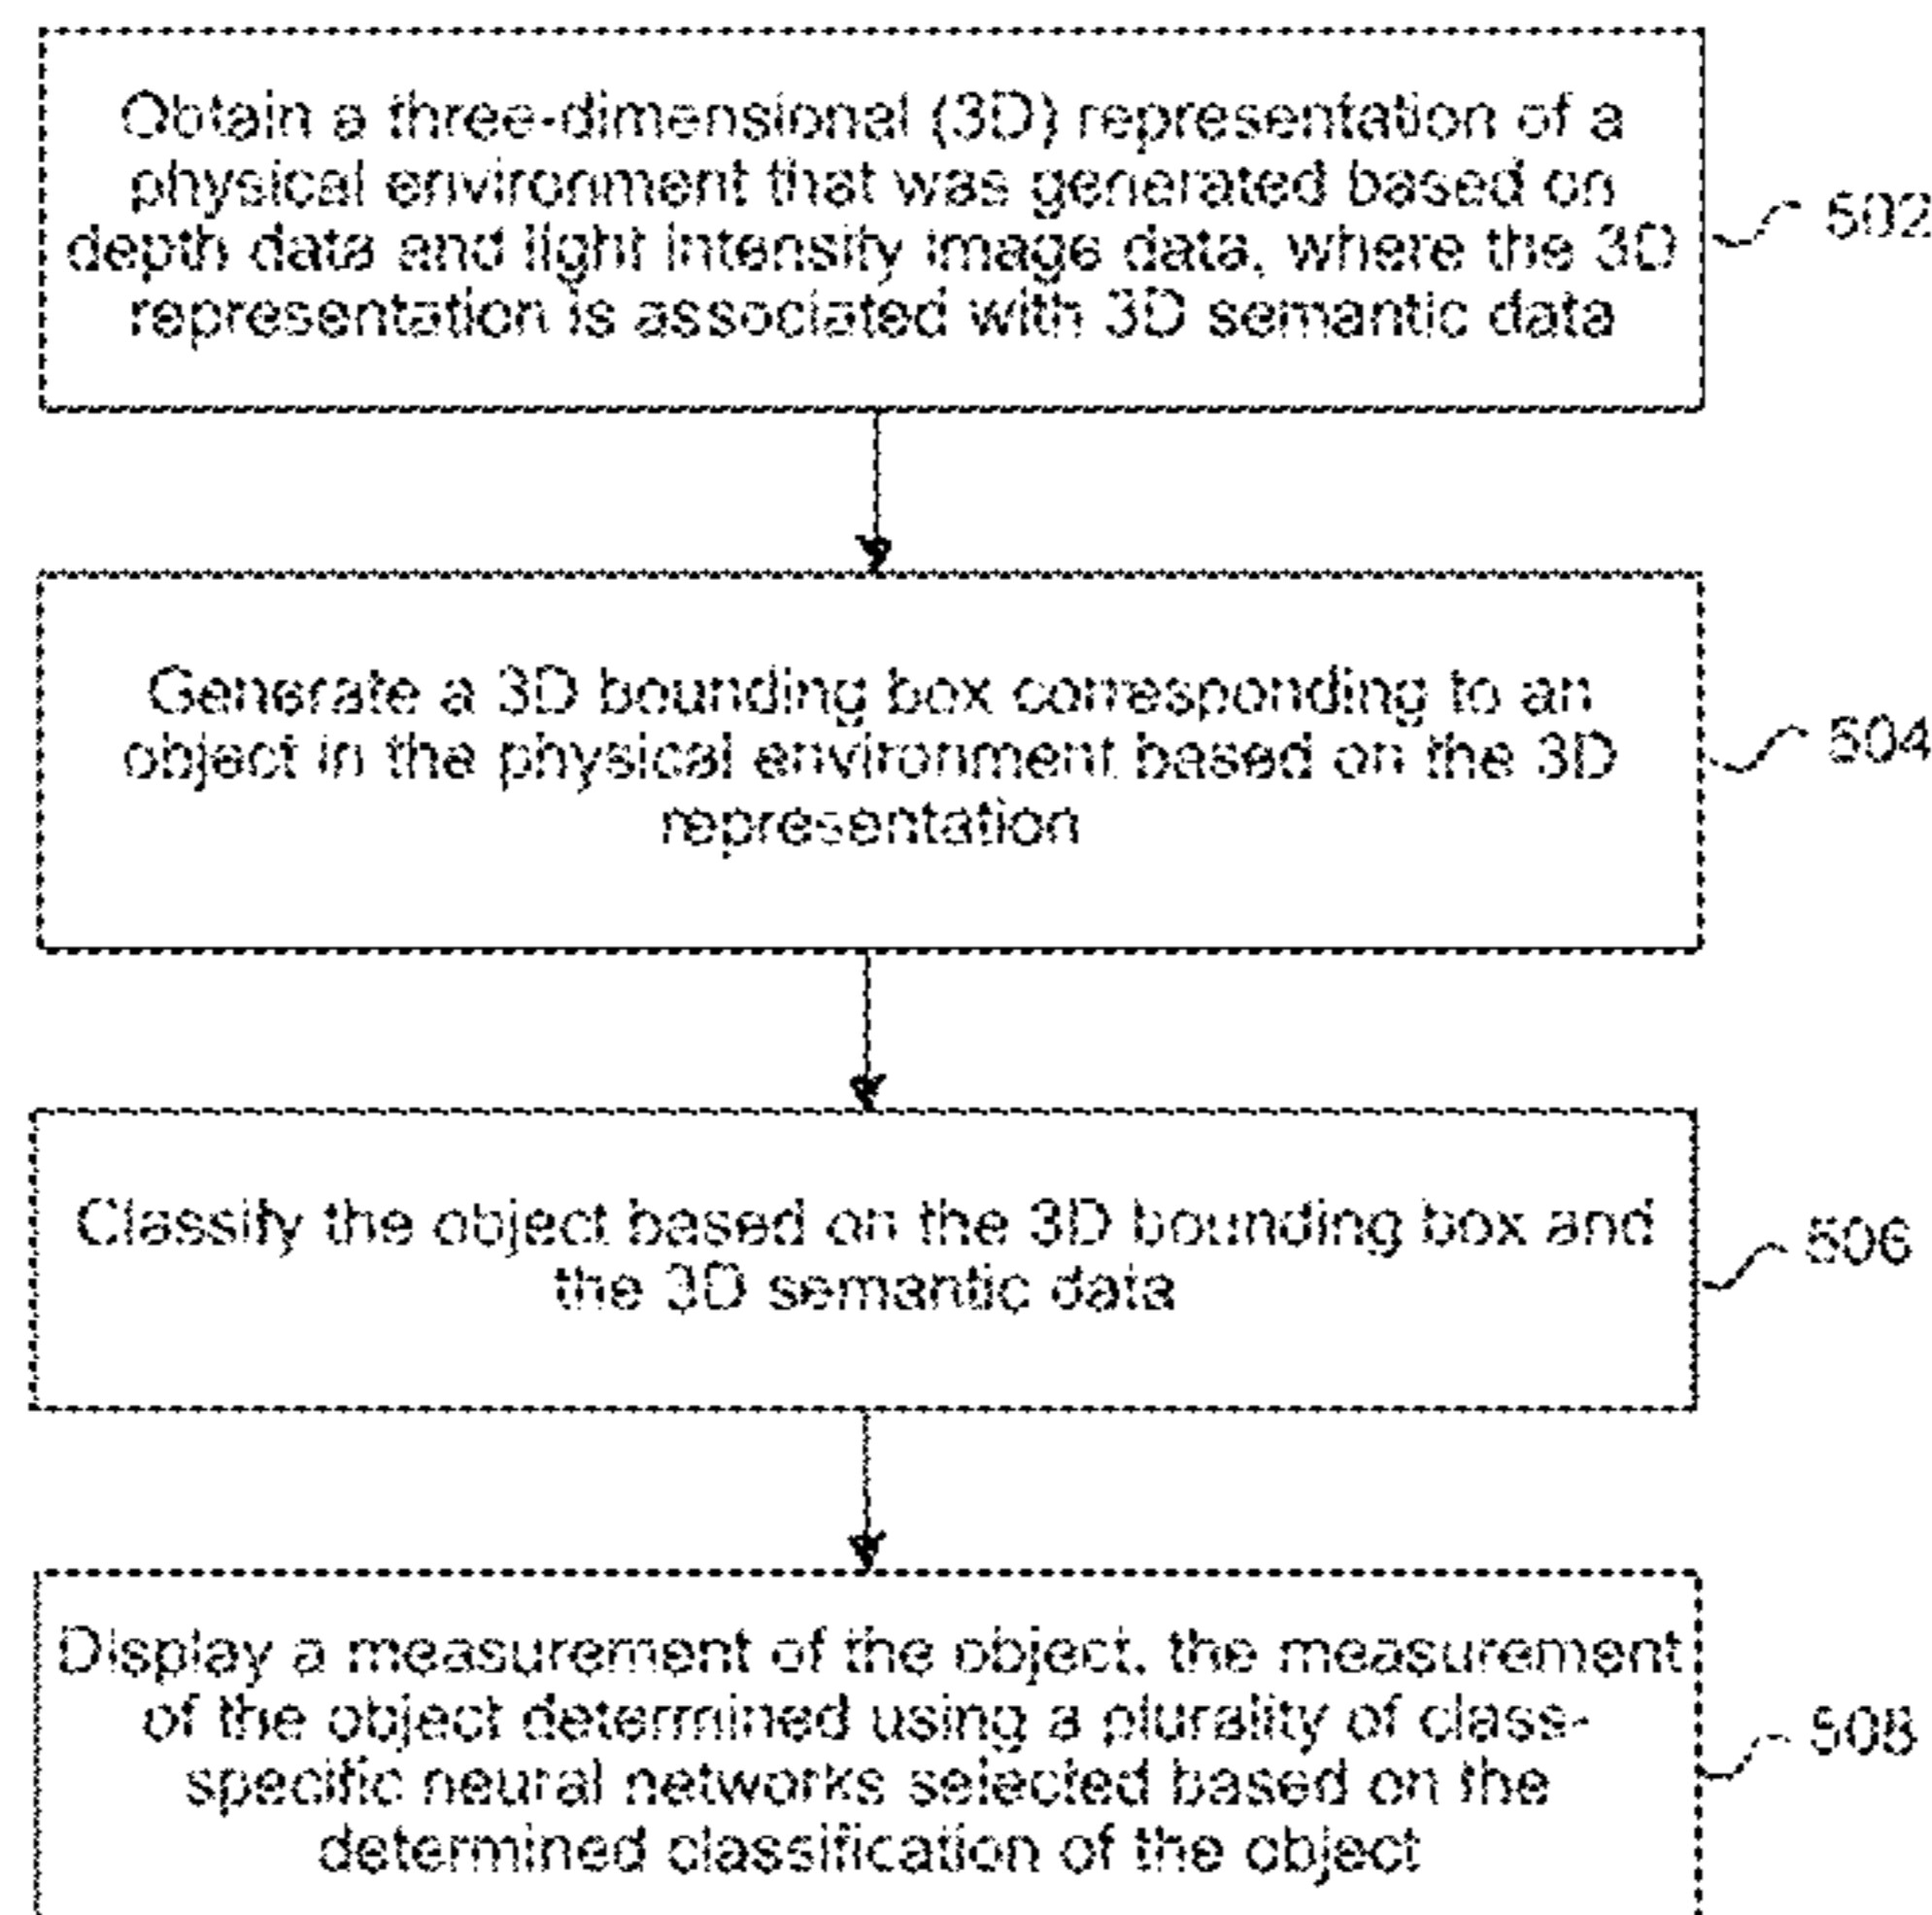 Obtain a three-dimensional (3D) representation of a
physical environment that was generated based on
depth data and light intensity image data, where the 3D
representation is associated with 3D semantic data
502
Generate a 3D bounding box corresponding to an
object in the physical environment based on the 3D
representation
504
Classify the object based on the 3D bounding box and
the 3D semantic data
506
Display a measurement of the object, the measurement
of the object determined using a plurality of class-
specific neural networks selected based on the
determined classification of the object
508